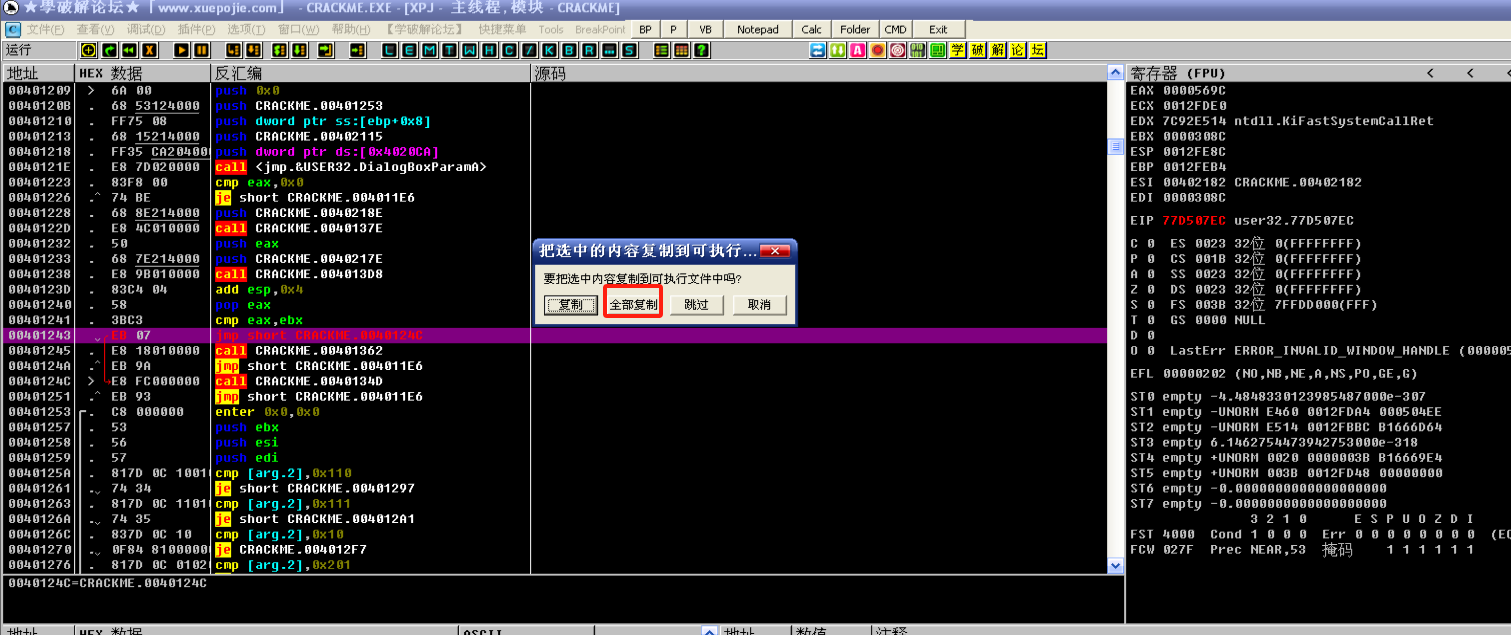 ★學破解论坛★ 「www.xuepojie.com」 - CRACKME.EXE - [XPJ - 主线程,模块 - CRACKME]
文件(F) 查看(V) 调试(D) 插件(P) 选项(T) 窗口(W) 帮助(H) 【学破解论坛】 快捷菜单 Tools BreakPoint BP P VB Notepad Calc Folder CMD Exit
运行 L E M T W H C / K B R ... S ? A 学 破 解 论 坛
地址 HEX 数据 反汇编 源码
00401209 > 6A 00 push 0x0
0040120B . 68 53124000 push CRACKME.00401253
00401210 . FF75 08 push dword ptr ss:[ebp+0x8]
00401213 . 68 15214000 push CRACKME.00402115
00401218 . FF35 CA204000 push dword ptr ds:[0x4020CA]
0040121E . E8 7D020000 call <jmp.&USER32.DialogBoxParamA>
00401223 . 83F8 00 cmp eax,0x0
00401226 .^ 74 BE je short CRACKME.004011E6
00401228 . 68 8E214000 push CRACKME.0040218E
0040122D . E8 4C010000 call CRACKME.0040137E
00401232 . 50 push eax
00401233 . 68 7E214000 push CRACKME.0040217E
00401238 . E8 9B010000 call CRACKME.004013D8
0040123D . 83C4 04 add esp,0x4
00401240 . 58 pop eax
00401241 . 3BC3 cmp eax,ebx
00401243 EB 07 jmp short CRACKME.0040124C
00401245 . E8 18010000 call CRACKME.00401362
0040124A .^ EB 9A jmp short CRACKME.004011E6
0040124C > E8 FC000000 call CRACKME.0040134D
00401251 .^ EB 93 jmp short CRACKME.004011E6
00401253 . C8 000000 enter 0x0,0x0
00401257 . 53 push ebx
00401258 . 56 push esi
00401259 . 57 push edi
0040125A . 817D 0C 1001 cmp [arg.2],0x110
00401261 . 74 34 je short CRACKME.00401297
00401263 . 817D 0C 1101 cmp [arg.2],0x111
0040126A . 74 35 je short CRACKME.004012A1
0040126C . 837D 0C 10 cmp [arg.2],0x10
00401270 . 0F84 8100000 je CRACKME.004012F7
00401276 . 817D 0C 0102 cmp [arg.2],0x201
0040124C=CRACKME.0040124C
地址 HEX 数据 ASCII 地址 数值 注释
把选中的内容复制到可执行...
要把选中内容复制到可执行文件中吗?
复制 全部复制 跳过 取消
寄存器 (FPU) < <
EAX 0000569C
ECX 0012FDE0
EDX 7C92E514 ntdll.KiFastSystemCallRet
EBX 0000308C
ESP 0012FE8C
EBP 0012FEB4
ESI 00402182 CRACKME.00402182
EDI 0000308C
EIP 77D507EC user32.77D507EC
C 0 ES 0023 32位 0(FFFFFFFF)
P 0 CS 001B 32位 0(FFFFFFFF)
A 0 SS 0023 32位 0(FFFFFFFF)
Z 0 DS 0023 32位 0(FFFFFFFF)
S 0 FS 003B 32位 7FFDD000(FFF)
T 0 GS 0000 NULL
D 0
O 0 LastErr ERROR_INVALID_WINDOW_HANDLE (000005
EFL 00000202 (NO,NB,NE,A,NS,PO,GE,G)
ST0 empty -4.4848330123985487000e-307
ST1 empty -UNORM E460 0012FDA4 000504EE
ST2 empty -UNORM E514 0012FBBC B1666D64
ST3 empty 6.1462754473942753000e-318
ST4 empty +UNORM 0020 0000003B B16669E4
ST5 empty +UNORM 003B 0012FD48 00000000
ST6 empty -0.0000000000000000000
ST7 empty -0.0000000000000000000
3 2 1 0 E S P U O Z D I
FST 4000 Cond 1 0 0 0 Err 0 0 0 0 0 0 0 0 (EQ
FCW 027F Prec NEAR,53 掩码 1 1 1 1 1 1